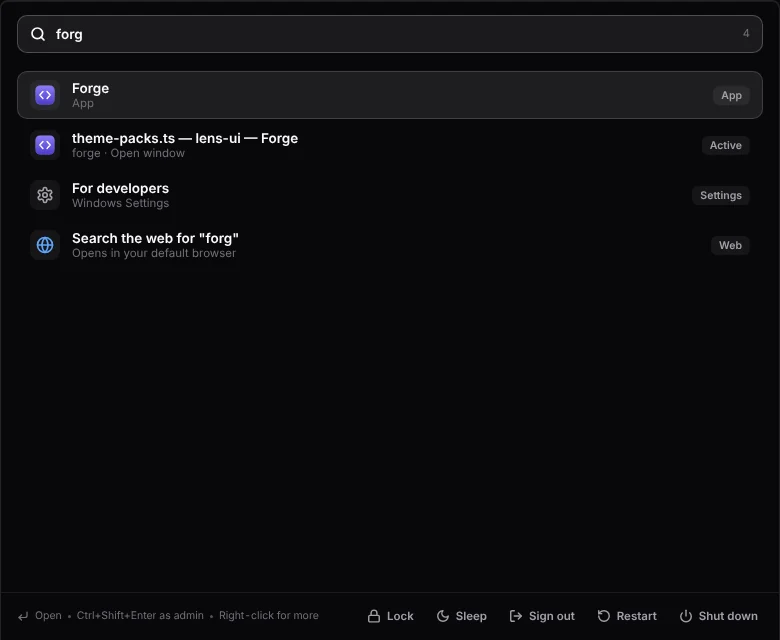 forg
4
Forge
App
App
theme-packs.ts — lens-ui — Forge
forge · Open window
Active
For developers
Windows Settings
Settings
Search the web for "forg"
Opens in your default browser
Web
Open • Ctrl+Shift+Enter as admin • Right-click for more
Lock
Sleep
Sign out
Restart
Shut down